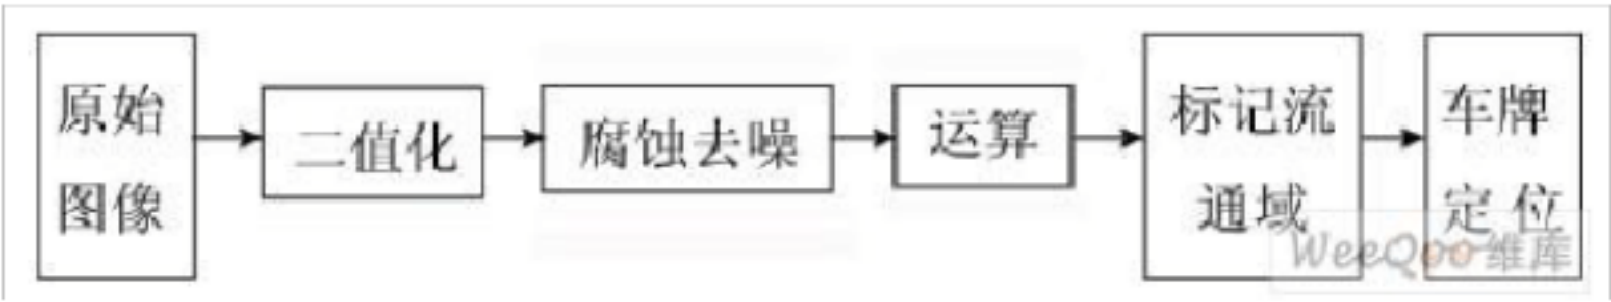 原始
图像
二值化
腐蚀去噪
运算
标记流
通域
车牌
定位
WeeQoo维库